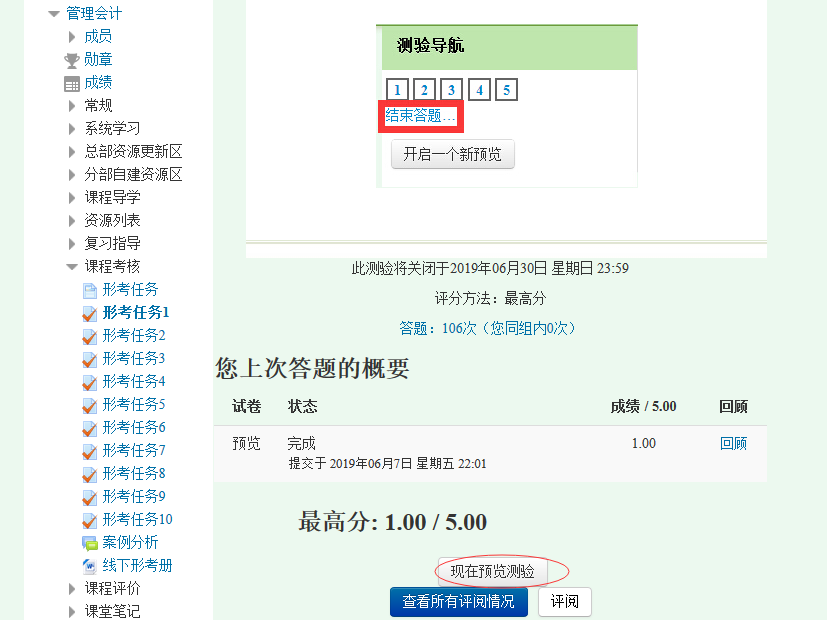 管理会计
成员
勋章
成绩
常规
系统学习
总部资源更新区
分部自建资源区
课程导学
资源列表
复习指导
课程考核
形考任务
形考任务1
形考任务2
形考任务3
形考任务4
形考任务5
形考任务6
形考任务7
形考任务8
形考任务9
形考任务10
案例分析
线下形考册
课程评价
课堂笔记
测验导航
1 2 3 4 5
结束答题…
开启一个新预览
此测验将关闭于2019年06月30日 星期日 23:59
评分方法：最高分
答题：106次（您同组内0次）
您上次答题的概要
试卷 状态 成绩 / 5.00 回顾
预览 完成 1.00 回顾
提交于 2019年06月7日 星期五 22:01
最高分: 1.00 / 5.00
现在预览测验
查看所有评阅情况 评阅